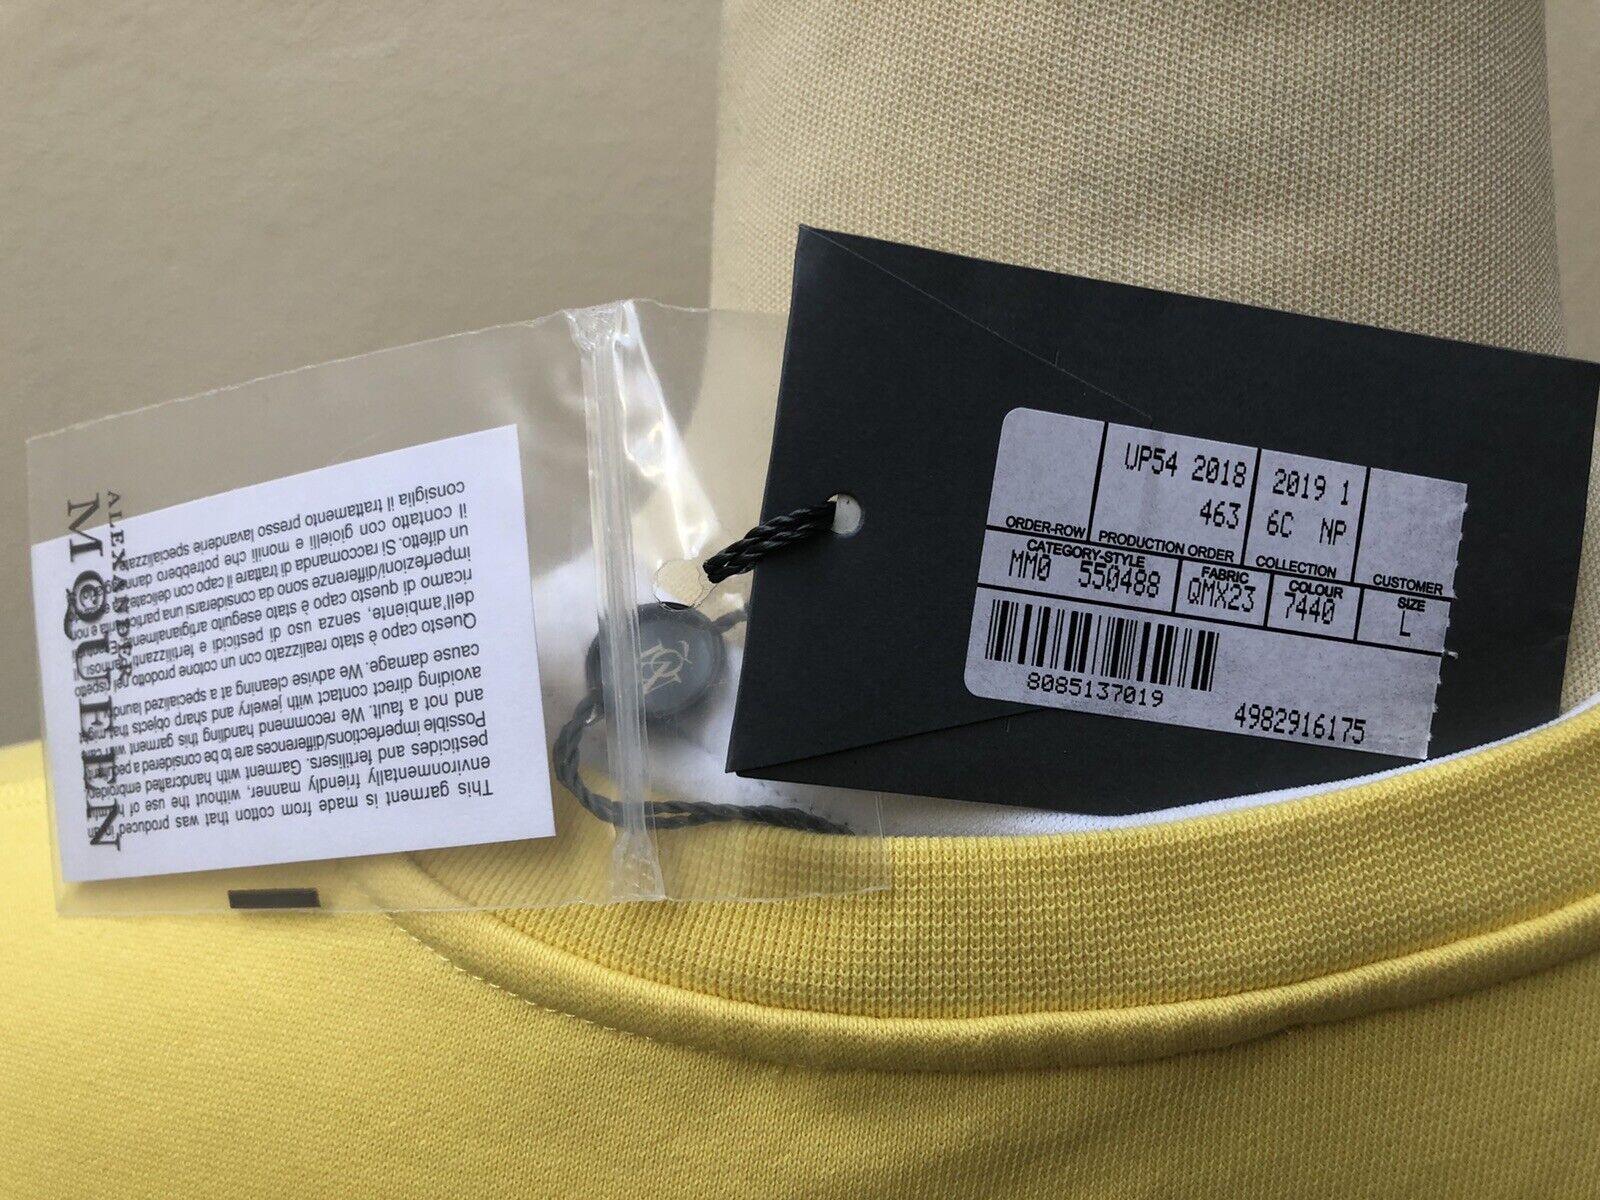 ALEXANDER
McQUEEN
This garment is made from cotton that was produced in an
environmentally friendly manner, without the use of
pesticides and fertilisers. Garment with handcrafted embroidery.
Possible imperfections/differences are to be considered a
and not a fault. We recommend handling this garment with care
avoiding direct contact with jewelry and sharp objects that might
cause damage. We advise cleaning at a specialized
Questo capo è stato realizzato con un cotone prodotto nel rispetto
dell'ambiente, senza uso di pesticidi e fertilizzanti. Il
ricamo di questo capo è stato eseguito artigianalmente.
imperfezioni/differenze sono da considerarsi una e non
un difetto. Si raccomanda di trattare il capo con delicatezza
il contatto con gioielli e monili che potrebbero
consiglia il trattamento presso lavanderie
UP54 2018
463
2019 1
6C NP
ORDER-ROW PRODUCTION ORDER COLLECTION CUSTOMER
CATEGORY-STYLE FABRIC COLOUR SIZE
MM0 550488 QMX23 7440 L
8085137019
4982916175